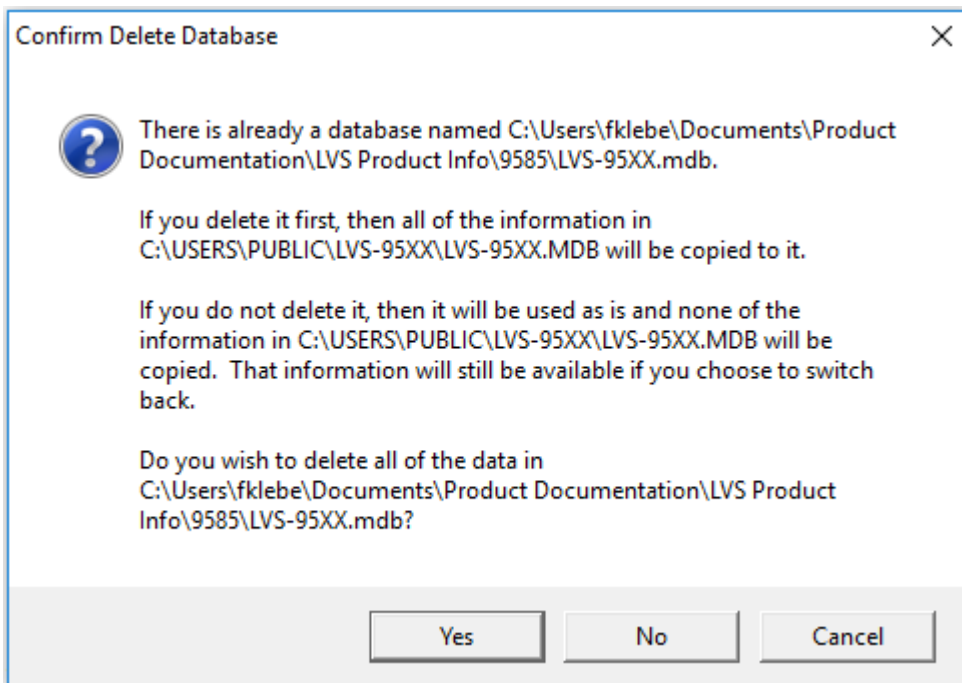 Confirm Delete Database
There is already a database named C:\Users\fklebe\Documents\Product
Documentation\LVS Product Info\9585\LVS-95XX.mdb.
If you delete it first, then all of the information in
C:\USERS\PUBLIC\LVS-95XX\LVS-95XX.MDB will be copied to it.
If you do not delete it, then it will be used as is and none of the
information in C:\USERS\PUBLIC\LVS-95XX\LVS-95XX.MDB will be
copied.  That information will still be available if you choose to switch
back.
Do you wish to delete all of the data in
C:\Users\fklebe\Documents\Product Documentation\LVS Product
Info\9585\LVS-95XX.mdb?
Yes No Cancel